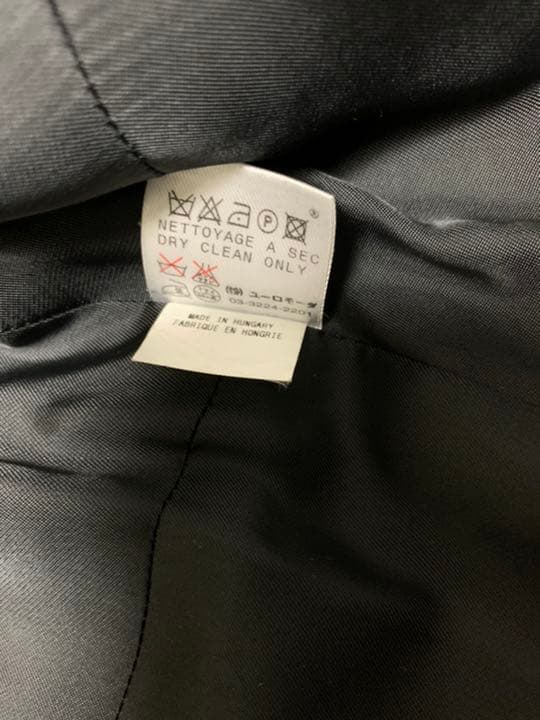 P
®
NETTOYAGE A SEC
DRY CLEAN ONLY
(株) ユーロモーダ
03-3224-2201
MADE IN HUNGARY
FABRIQUE EN HONGRIE